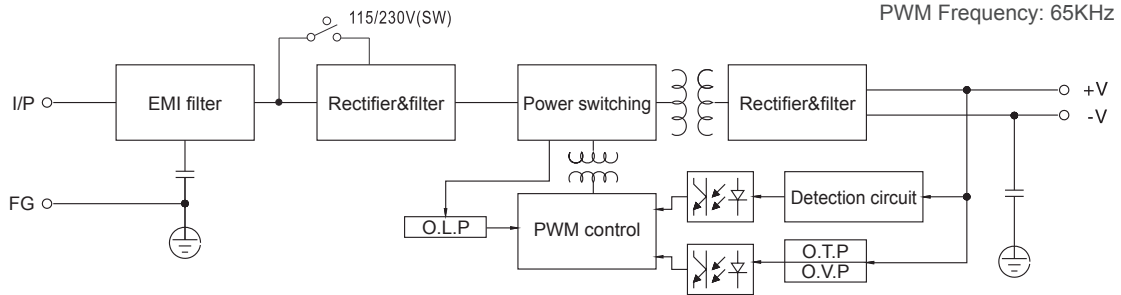 115/230V(SW)
PWM Frequency: 65KHz
I/P
EMI filter
Rectifier&filter
Power switching
Rectifier&filter
+V
-V
FG
O.L.P
PWM control
Detection circuit
O.T.P
O.V.P